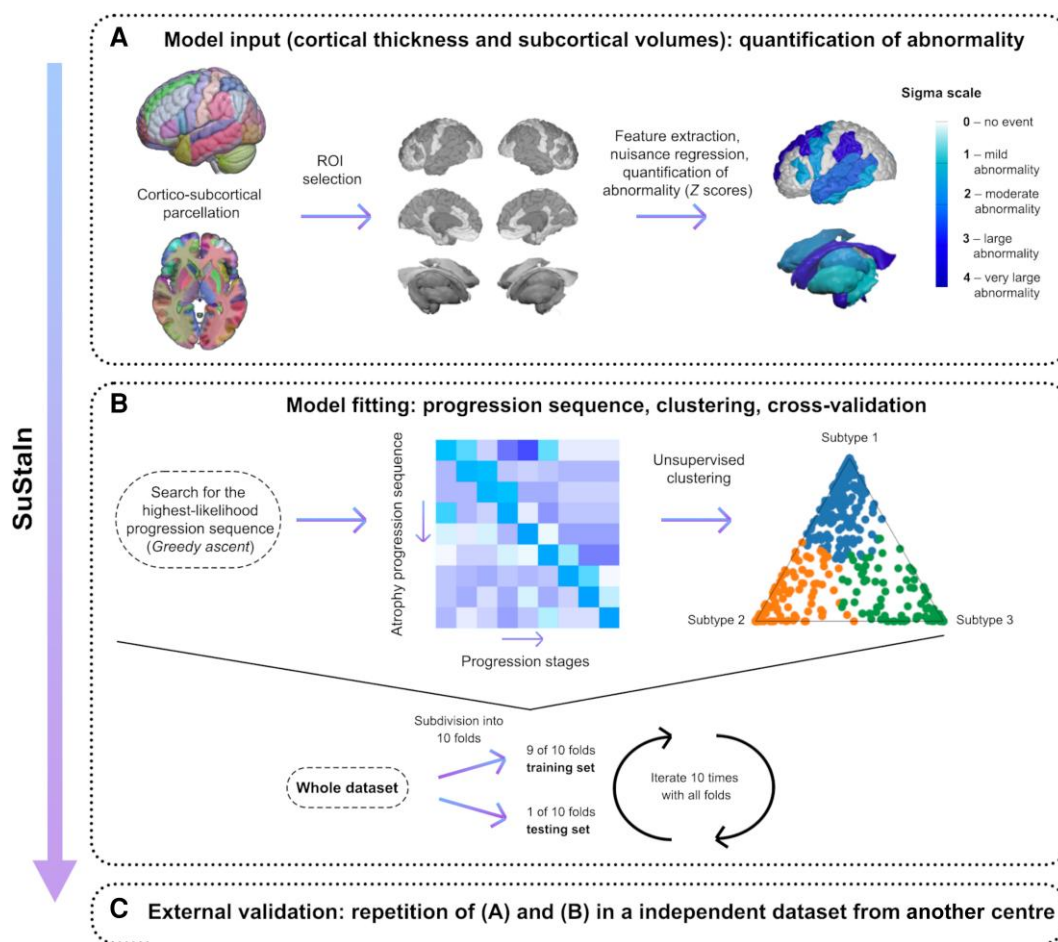 SuStaIn
A Model input (cortical thickness and subcortical volumes): quantification of abnormality
Cortico-subcortical
parcellation
ROI
selection
Feature extraction,
nuisance regression,
quantification of
abnormality (Z scores)
Sigma scale
0 – no event
1 – mild
abnormality
2 – moderate
abnormality
3 – large
abnormality
4 – very large
abnormality
B Model fitting: progression sequence, clustering, cross-validation
Search for the
highest-likelihood
progression sequence
(Greedy ascent)
Atrophy progression sequence
Progression stages
Unsupervised
clustering
Subtype 1
Subtype 2
Subtype 3
Subdivision into
10 folds
Whole dataset
9 of 10 folds
training set
1 of 10 folds
testing set
Iterate 10 times
with all folds
C External validation: repetition of (A) and (B) in a independent dataset from another centre